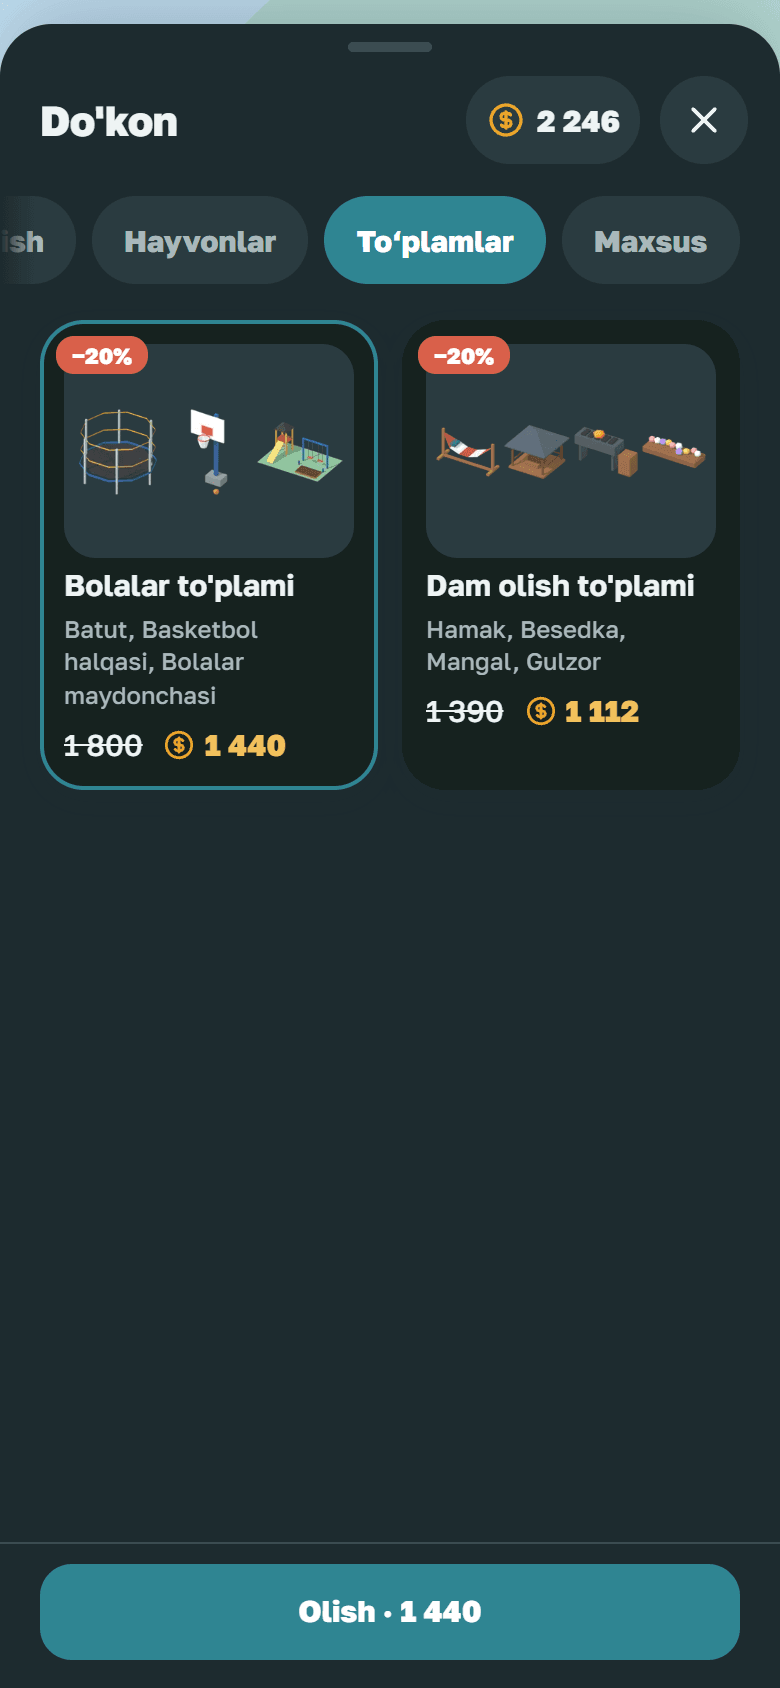 Do'kon
2 246
ish
Hayvonlar
To‘plamlar
Maxsus
−20%
−20%
Bolalar to'plami
Batut, Basketbol
halqasi, Bolalar
maydonchasi
1 800 1 440
Dam olish to'plami
Hamak, Besedka,
Mangal, Gulzor
1 390 1 112
Olish · 1 440